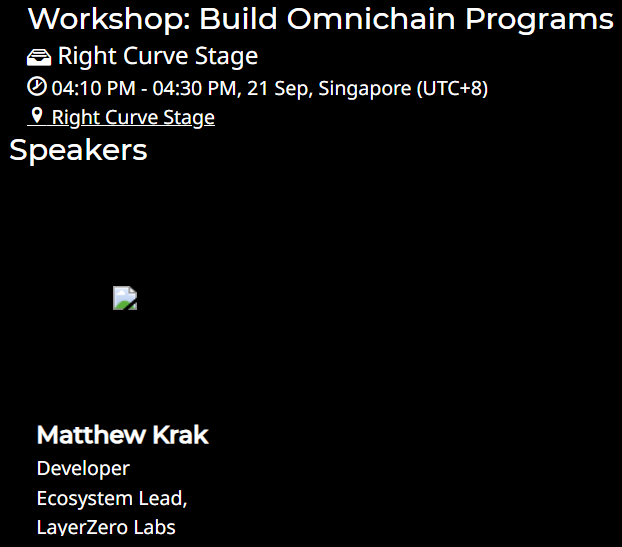 Workshop: Build Omnichain Programs
Right Curve Stage
04:10 PM - 04:30 PM, 21 Sep, Singapore (UTC+8)
Right Curve Stage
Speakers
Matthew Krak
Developer
Ecosystem Lead,
LayerZero Labs